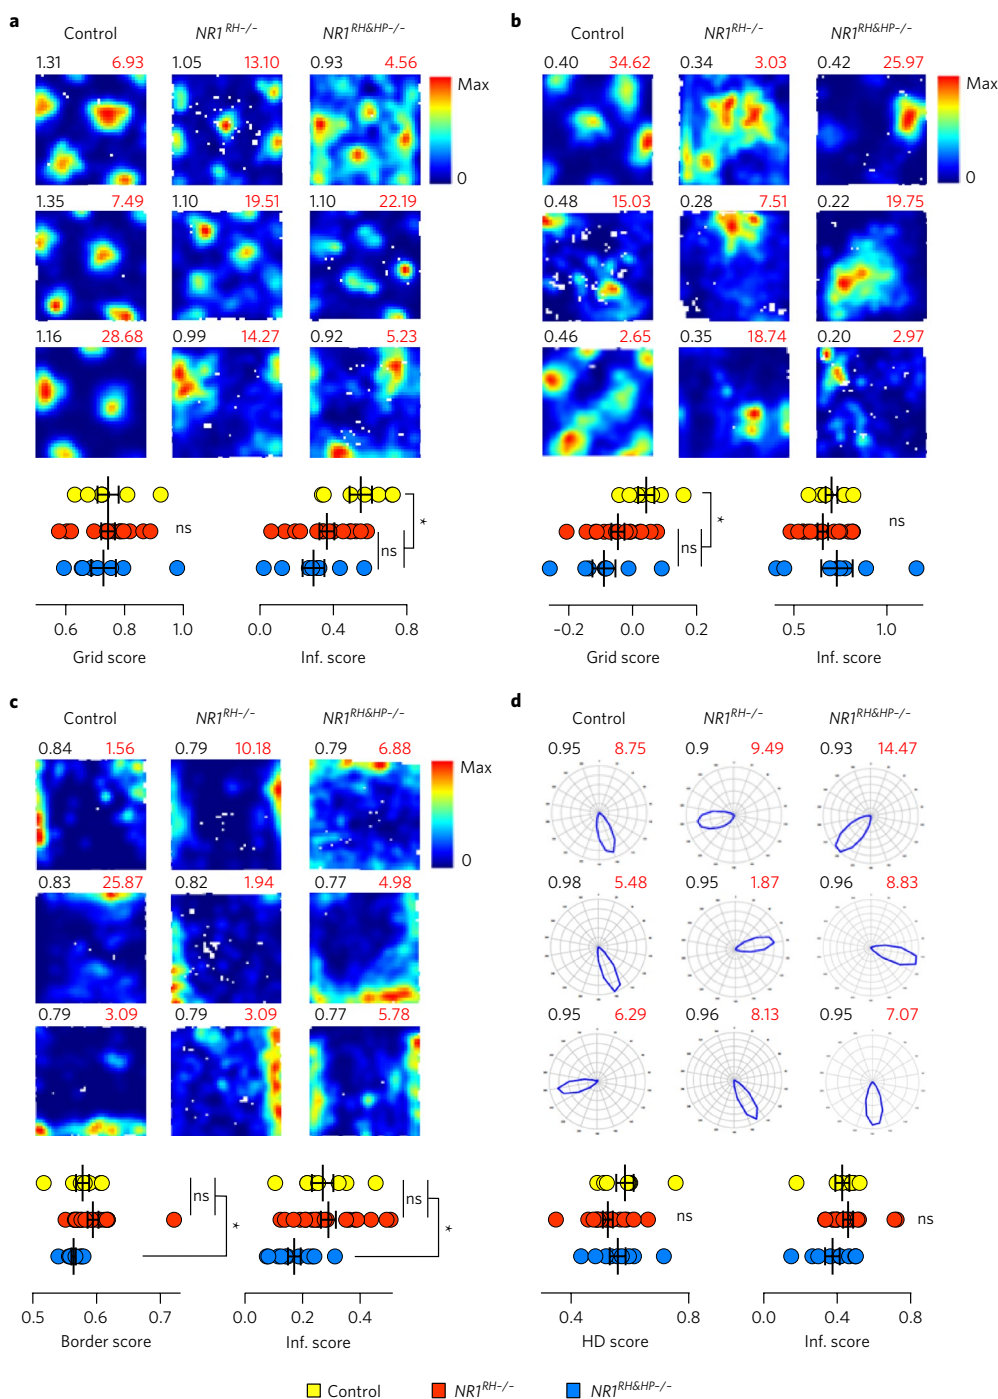 a
Control NR1RH–/– NR1RH&HP–/–
1.31 6.93 1.05 13.10 0.93 4.56
Max
0
1.35 7.49 1.10 19.51 1.10 22.19
1.16 28.68 0.99 14.27 0.92 5.23
ns
ns
*
0.6 0.8 1.0
Grid score
0.0 0.4 0.8
Inf. score
b
Control NR1RH–/– NR1RH&HP–/–
0.40 34.62 0.34 3.03 0.42 25.97
Max
0
0.48 15.03 0.28 7.51 0.22 19.75
0.46 2.65 0.35 18.74 0.20 2.97
ns
*
ns
–0.2 0.0 0.2
Grid score
0.5 1.0
Inf. score
c
Control NR1RH–/– NR1RH&HP–/–
0.84 1.56 0.79 10.18 0.79 6.88
Max
0
0.83 25.87 0.82 1.94 0.77 4.98
0.79 3.09 0.79 3.09 0.77 5.78
ns
*
ns
*
0.5 0.6 0.7
Border score
0.0 0.2 0.4
Inf. score
d
Control NR1RH–/– NR1RH&HP–/–
0.95 8.75 0.9 9.49 0.93 14.47
0.98 5.48 0.95 1.87 0.96 8.83
0.95 6.29 0.96 8.13 0.95 7.07
ns
ns
0.4 0.8
HD score
0.0 0.4 0.8
Inf. score
Control NR1RH–/– NR1RH&HP–/–